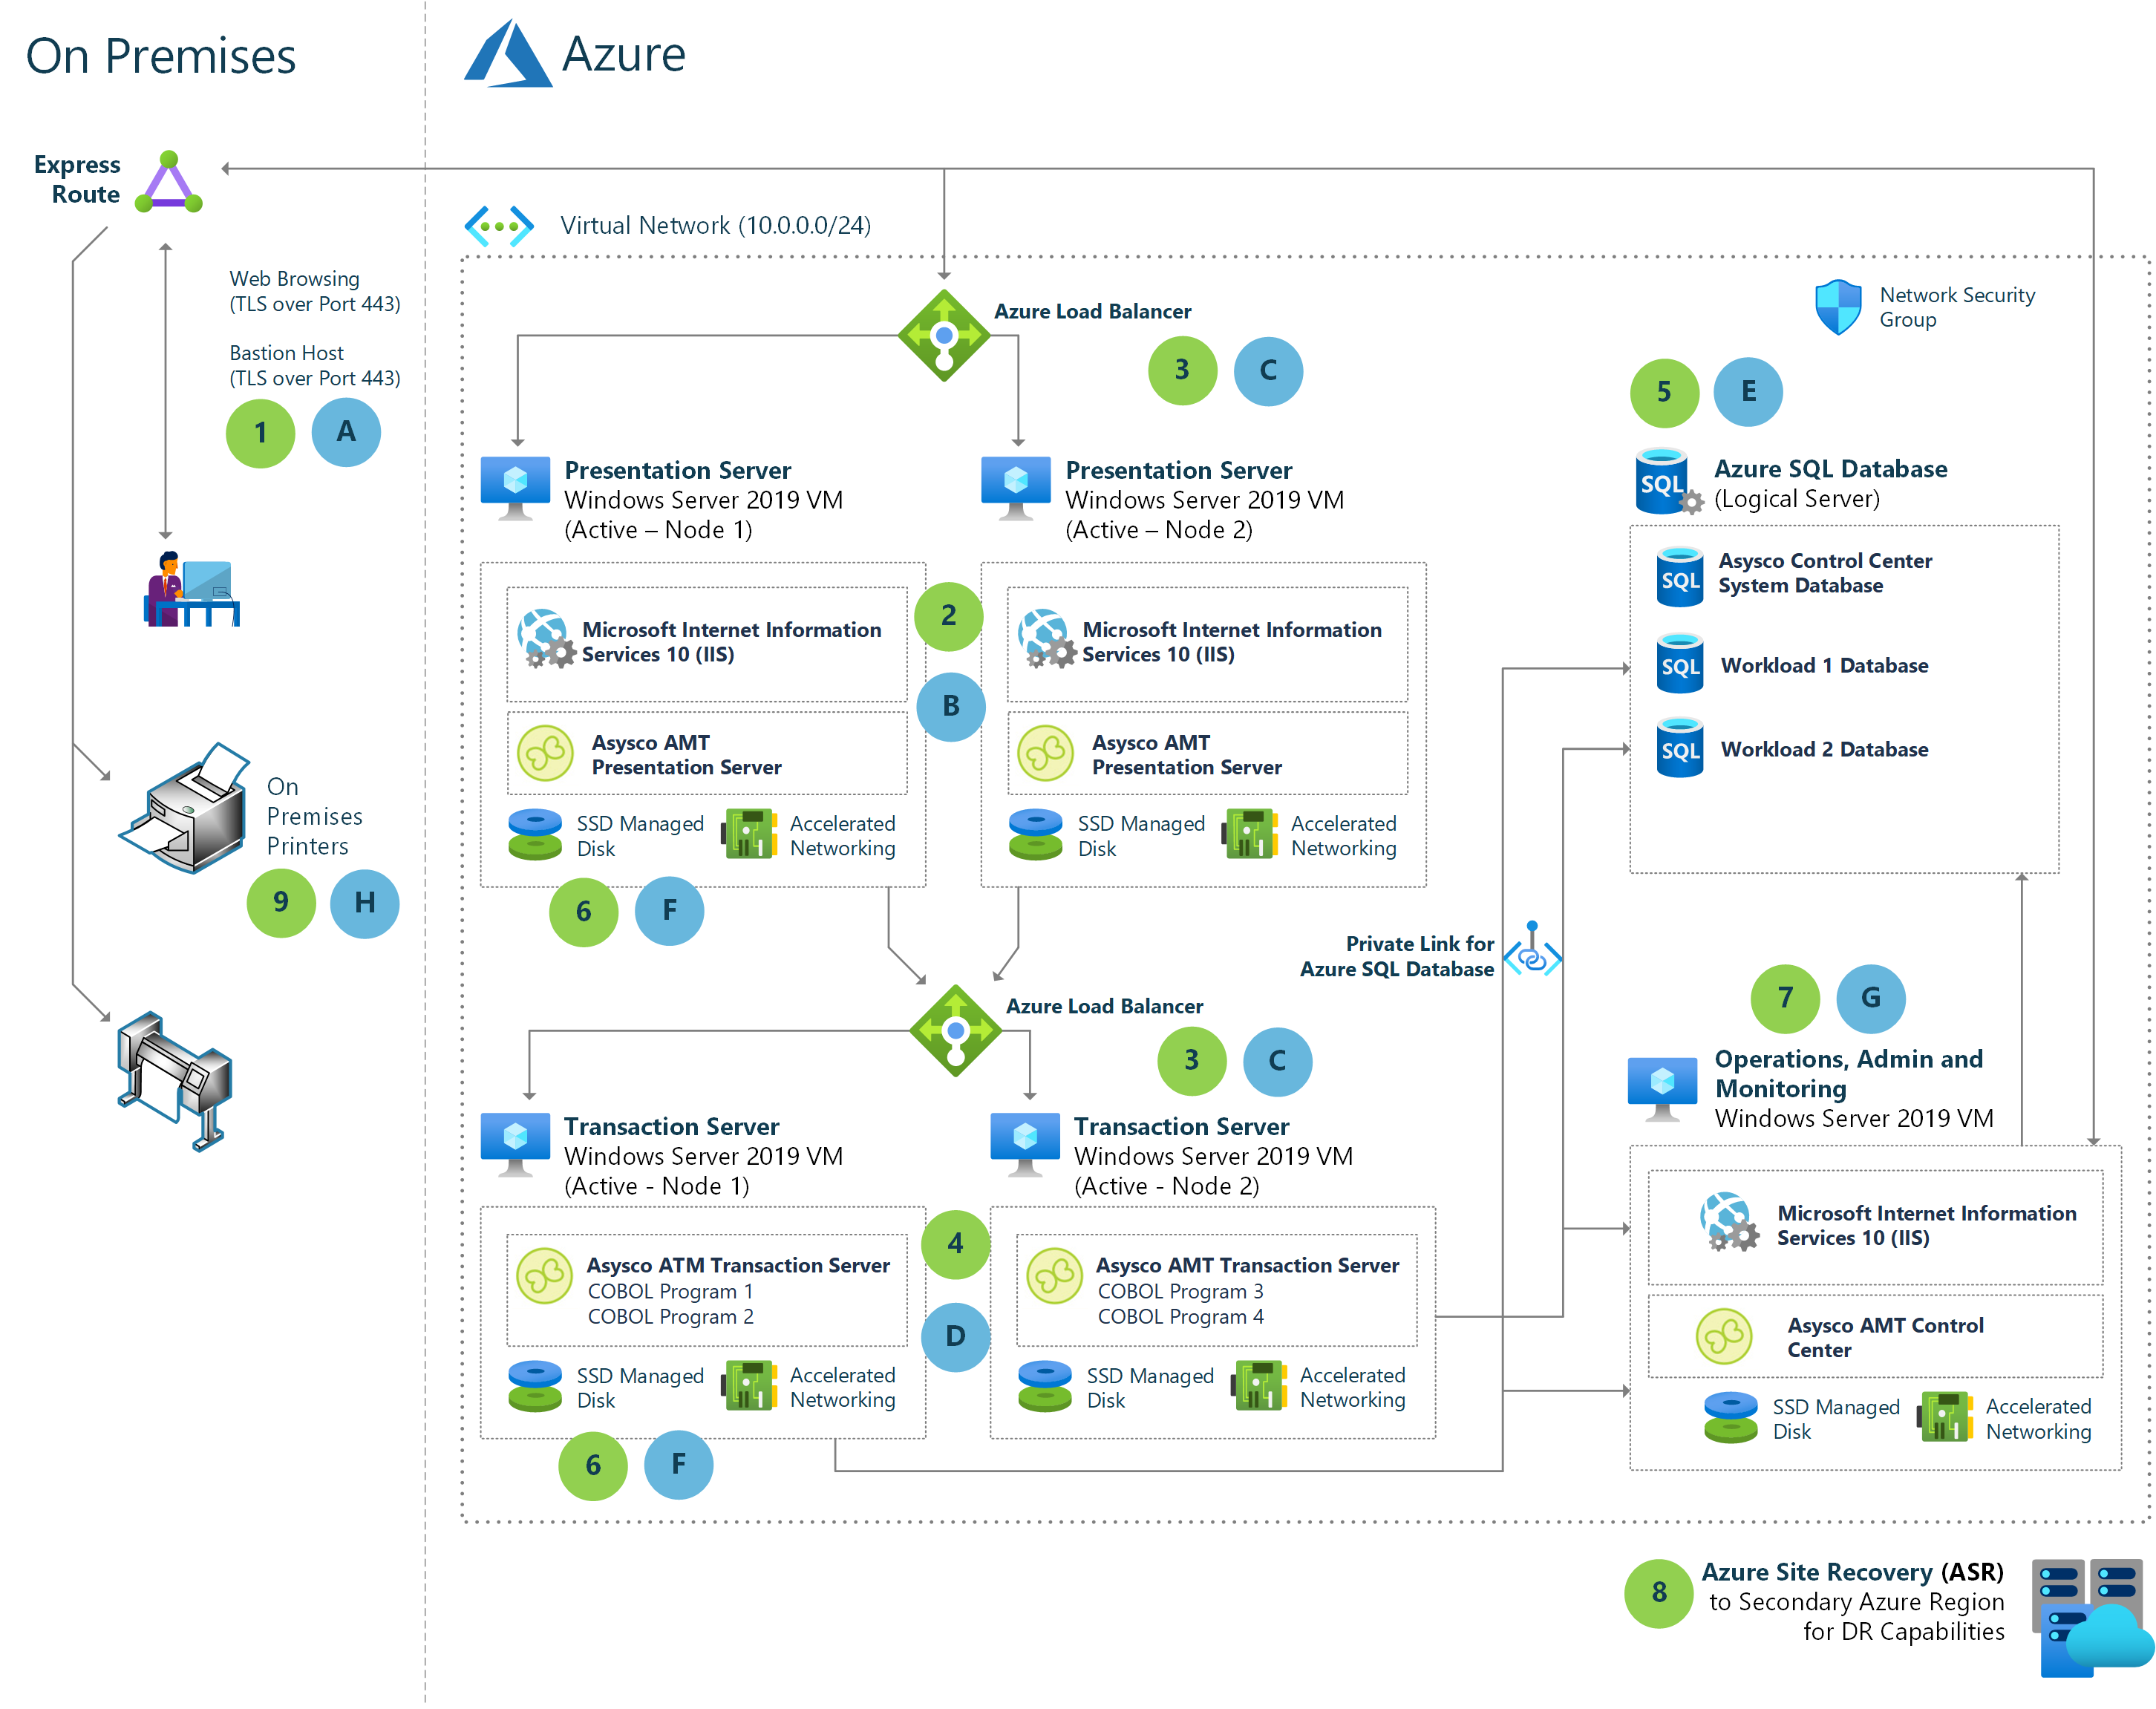 On Premises
Azure
Express
Route
Virtual Network (10.0.0.0/24)
Web Browsing
(TLS over Port 443)
Bastion Host
(TLS over Port 443)
1
A
Azure Load Balancer
3
C
Network Security
Group
5
E
Presentation Server
Windows Server 2019 VM
(Active – Node 1)
Presentation Server
Windows Server 2019 VM
(Active – Node 2)
SQL
Azure SQL Database
(Logical Server)
SQL
Asysco Control Center
System Database
SQL
Workload 1 Database
SQL
Workload 2 Database
Microsoft Internet Information
Services 10 (IIS)
2
Microsoft Internet Information
Services 10 (IIS)
B
Asysco AMT
Presentation Server
Asysco AMT
Presentation Server
SSD Managed
Disk
Accelerated
Networking
SSD Managed
Disk
Accelerated
Networking
On
Premises
Printers
9
H
6
F
Private Link for
Azure SQL Database
Azure Load Balancer
3
C
7
G
Operations, Admin and
Monitoring
Windows Server 2019 VM
Transaction Server
Windows Server 2019 VM
(Active - Node 1)
Transaction Server
Windows Server 2019 VM
(Active - Node 2)
Asysco ATM Transaction Server
COBOL Program 1
COBOL Program 2
4
D
Asysco AMT Transaction Server
COBOL Program 3
COBOL Program 4
SSD Managed
Disk
Accelerated
Networking
SSD Managed
Disk
Accelerated
Networking
6
F
Microsoft Internet Information
Services 10 (IIS)
Asysco AMT Control
Center
SSD Managed
Disk
Accelerated
Networking
8
Azure Site Recovery (ASR)
to Secondary Azure Region
for DR Capabilities